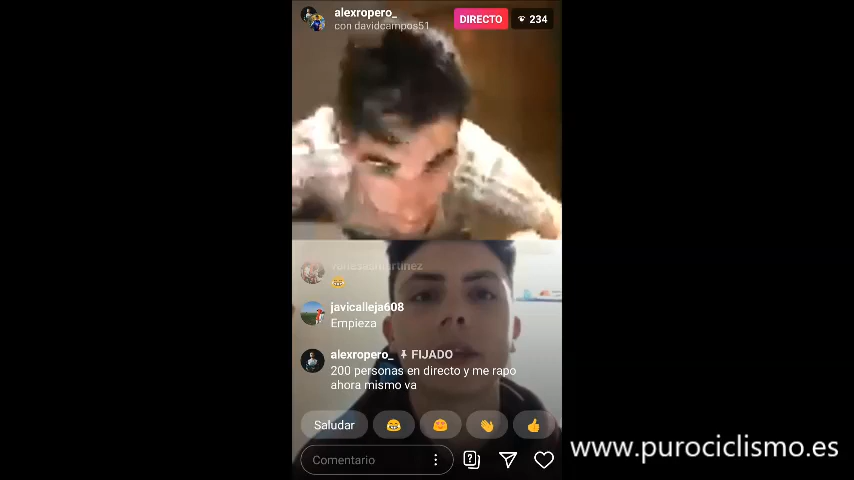 alexropero_
con davidcampos51
DIRECTO
234
vanesasmartinez
javicalleja608
Empieza
alexropero_ FIJADO
200 personas en directo y me rapo
ahora mismo va
Saludar
Comentario
www.purociclismo.es